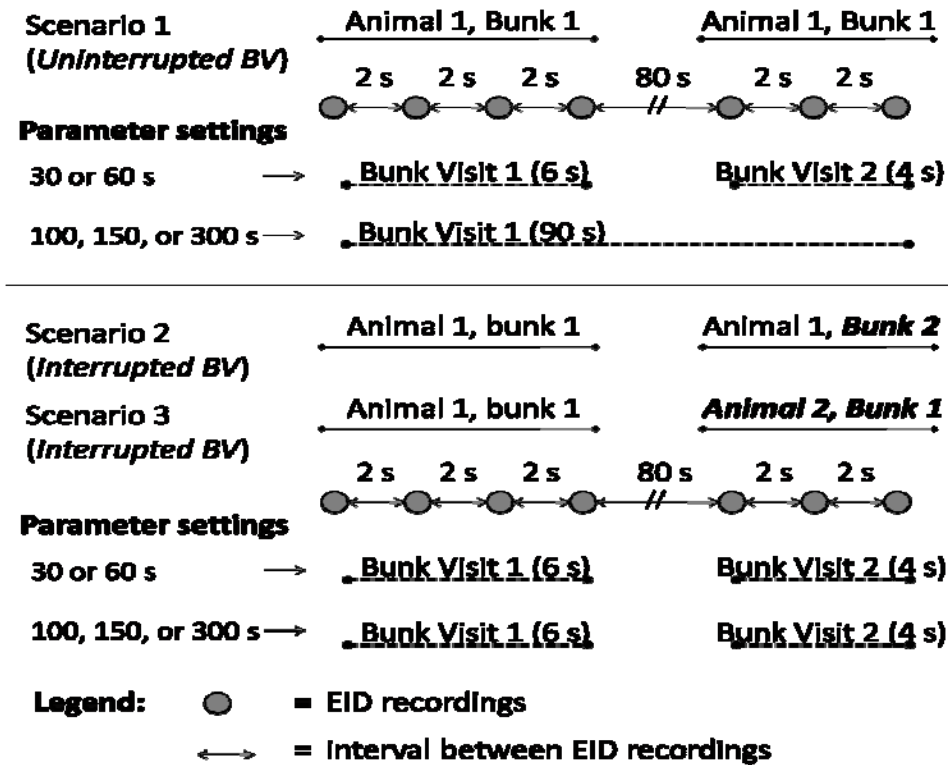 Scenario 1
(Uninterrupted BV)
Animal 1, Bunk 1 Animal 1, Bunk 1
2 s 2 s 2 s 80 s 2 s 2 s
Parameter settings
30 or 60 s Bunk Visit 1 (6 s) Bunk Visit 2 (4 s)
100, 150, or 300 s Bunk Visit 1 (90 s)
Scenario 2
(Interrupted BV)
Animal 1, bunk 1 Animal 1, Bunk 2
Scenario 3
(Interrupted BV)
Animal 1, bunk 1 Animal 2, Bunk 1
2 s 2 s 2 s 80 s 2 s 2 s
Parameter settings
30 or 60 s Bunk Visit 1 (6 s) Bunk Visit 2 (4 s)
100, 150, or 300 s Bunk Visit 1 (6 s) Bunk Visit 2 (4 s)
Legend: = EID recordings
= interval between EID recordings